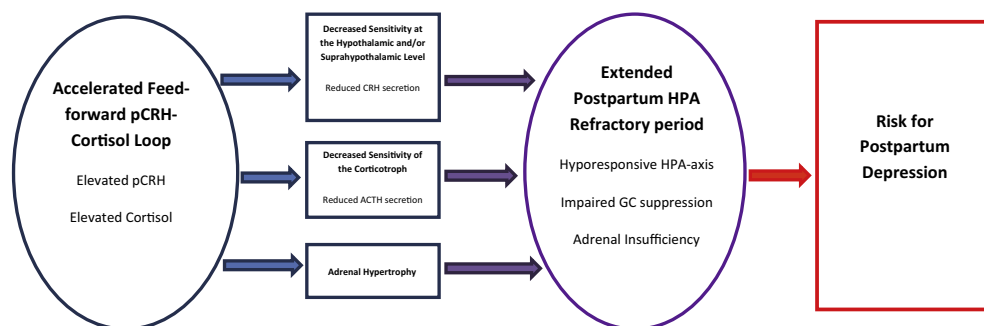 Accelerated Feed-
forward pCRH-
Cortisol Loop
Elevated pCRH
Elevated Cortisol
Decreased Sensitivity at
the Hypothalamic and/or
Suprahypothalamic Level
Reduced CRH secretion
Decreased Sensitivity of
the Corticotroph
Reduced ACTH secretion
Adrenal Hypertrophy
Extended
Postpartum HPA
Refractory period
Hyporesponsive HPA-axis
Impaired GC suppression
Adrenal Insufficiency
Risk for
Postpartum
Depression